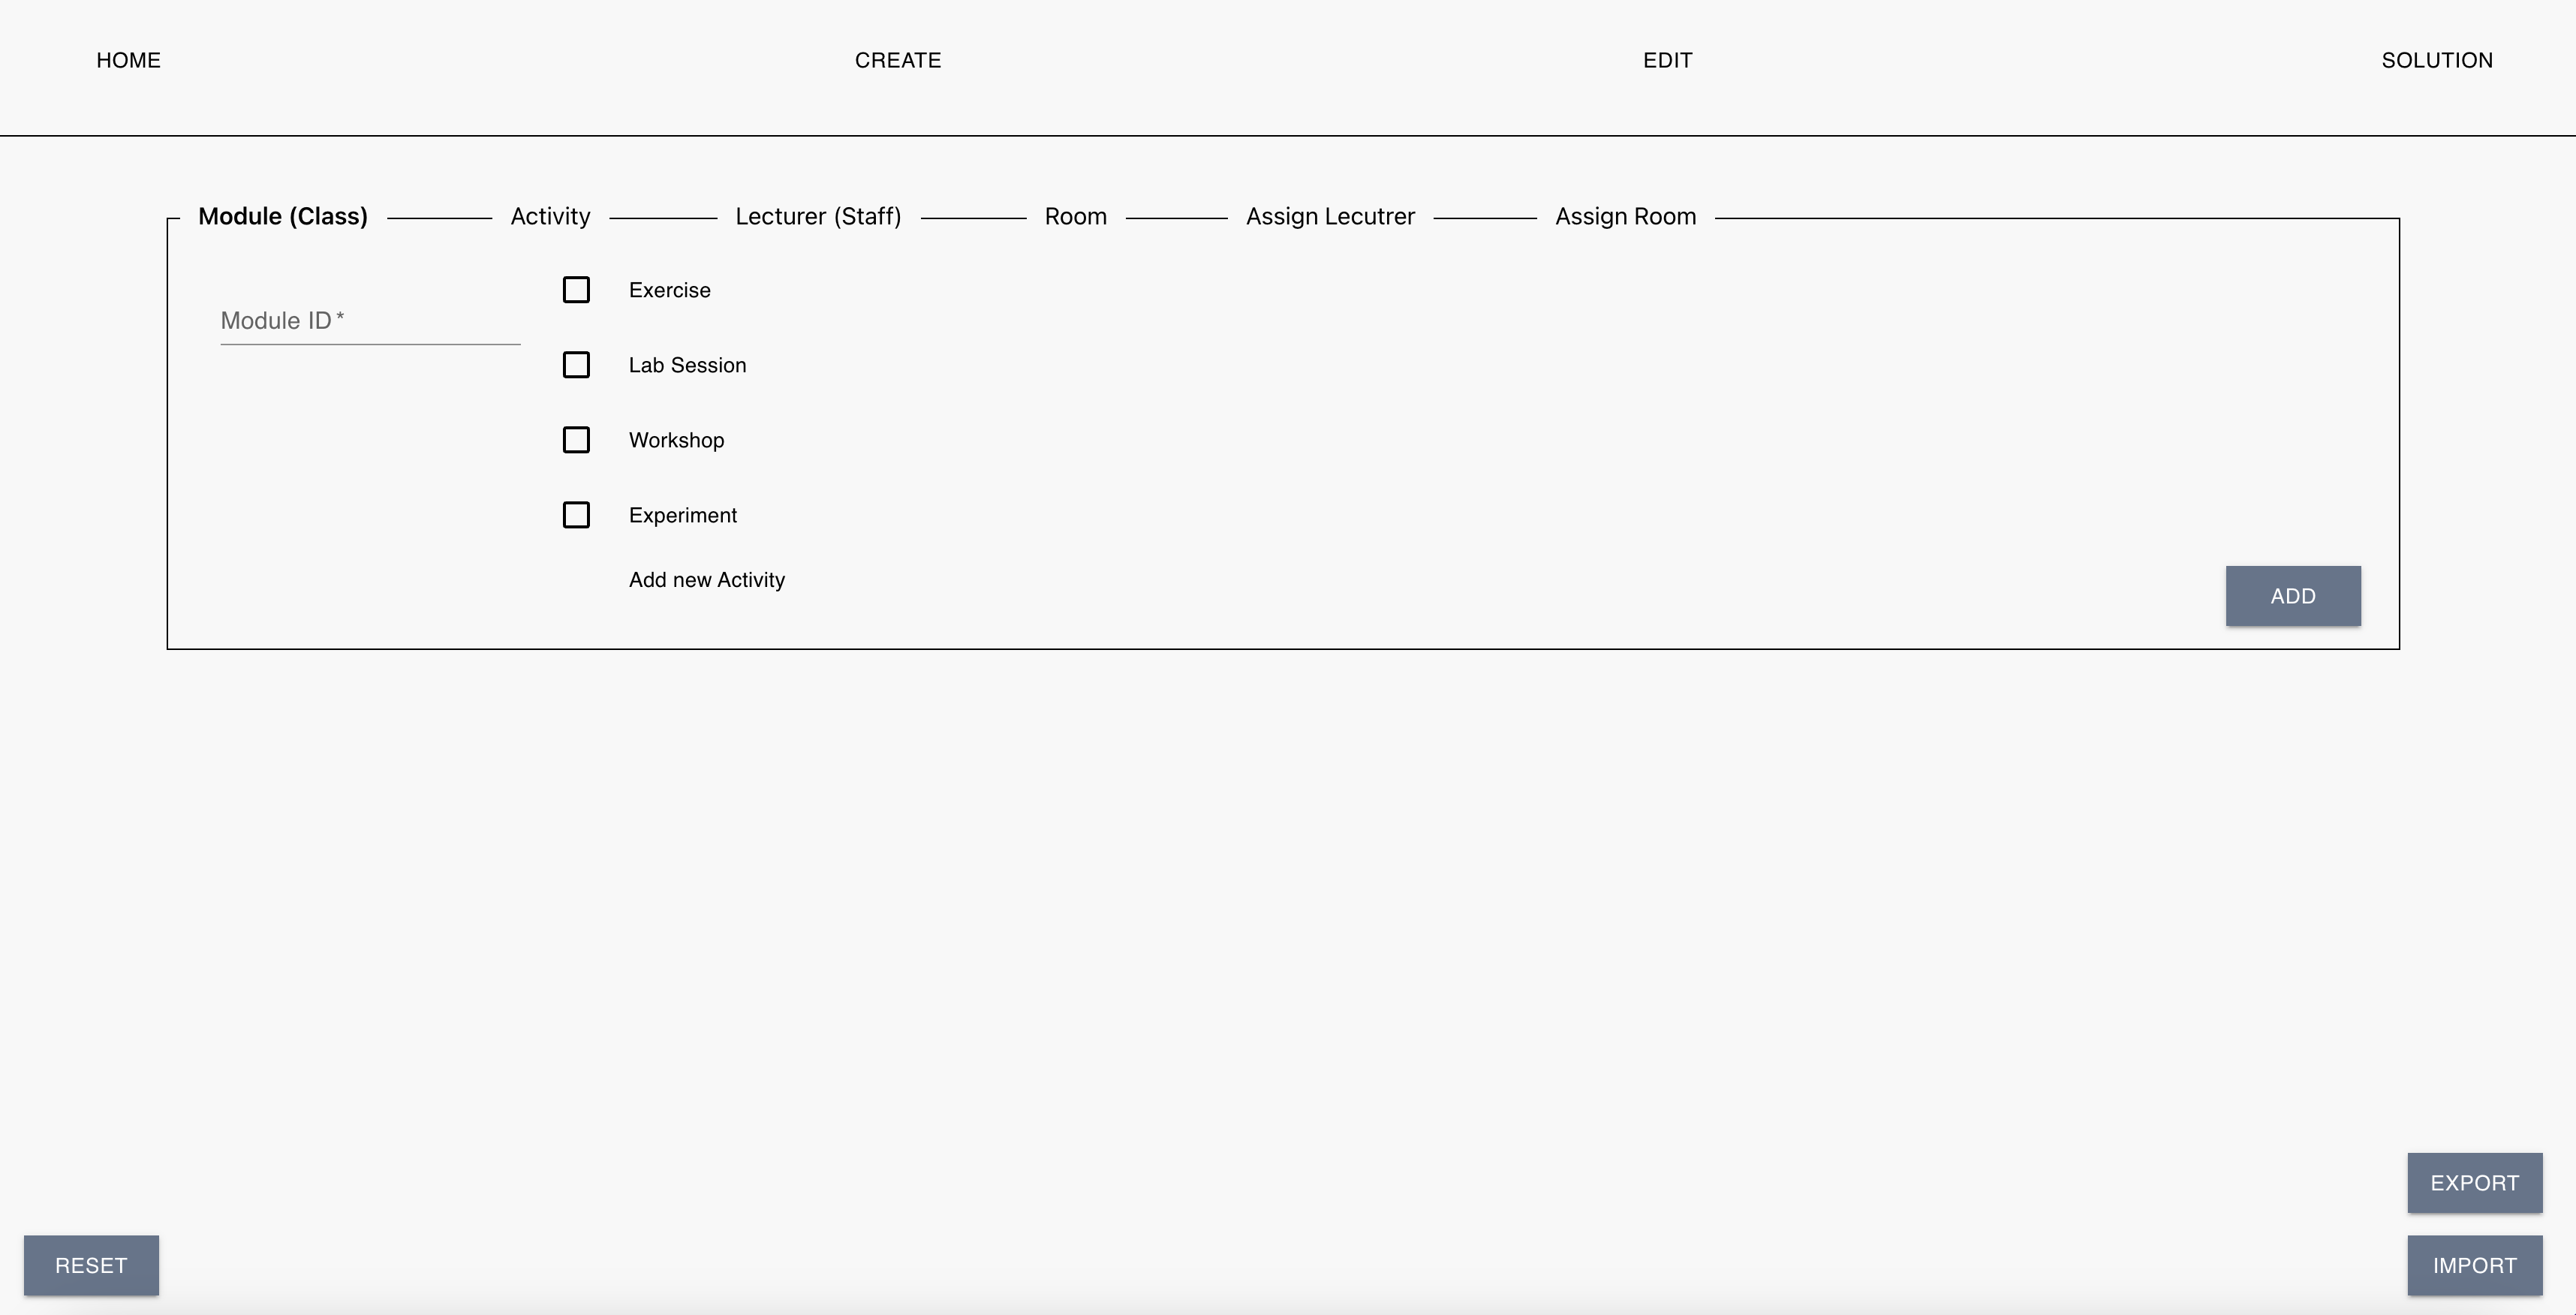 HOME CREATE EDIT SOLUTION
Module (Class) Activity Lecturer (Staff) Room Assign Lecutrer Assign Room
Exercise
Module ID *
Lab Session
Workshop
Experiment
Add new Activity
ADD
EXPORT
RESET IMPORT